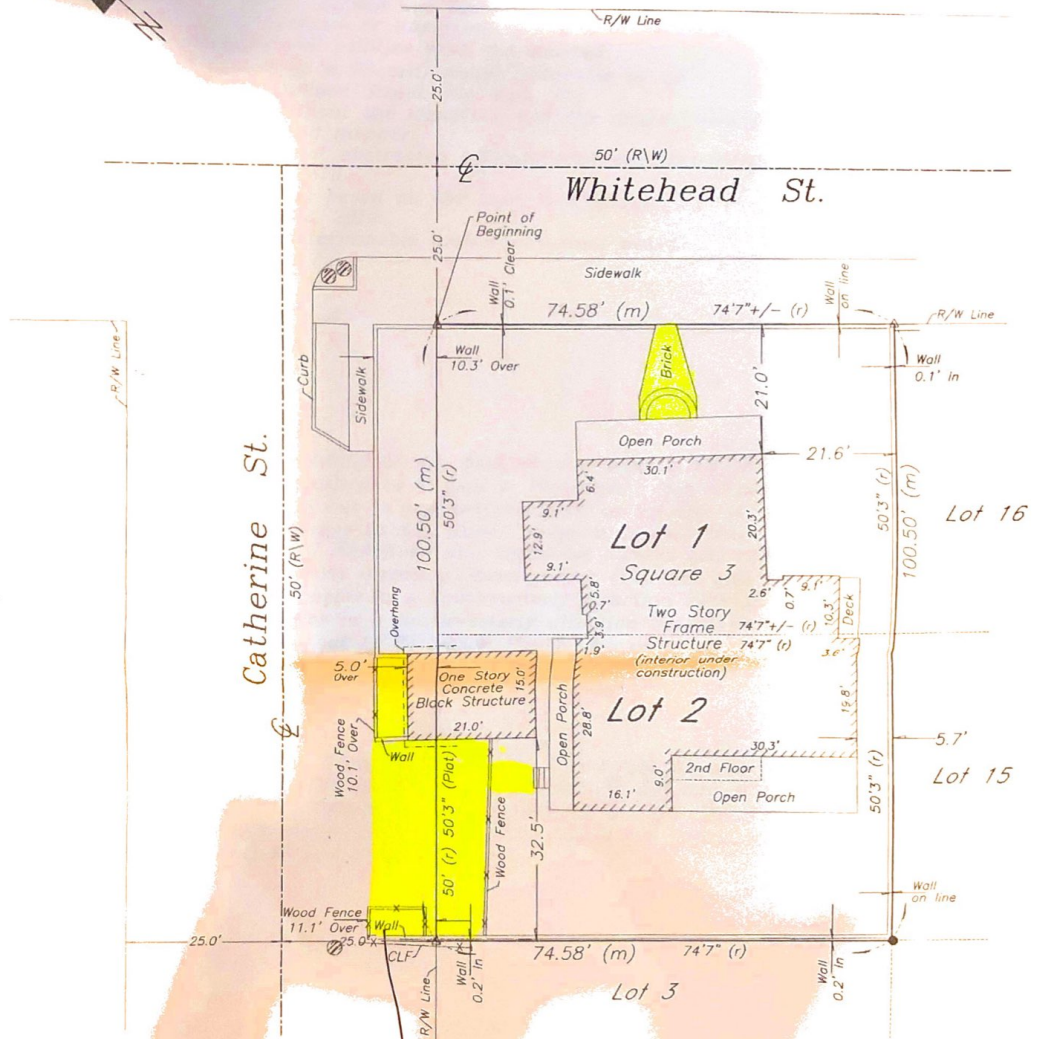 N
R/W Line
25.0'
50' (R\W)
Whitehead St.
Point of
Beginning
25.0'
Wall
0.1' Clear
Sidewalk
Wall
on line
74.58' (m)
74'7"+/- (r)
R/W Line
R/W Line
Curb
Sidewalk
Wall
10.3' Over
Brick
21.0'
Wall
0.1' In
Open Porch
30.1'
21.6'
Catherine St.
50' (R\W)
100.50' (m)
50'3" (r)
6.4'
9.1'
12.9'
9.1'
Lot 1
Square 3
20.3'
50'3" (r)
100.50' (m)
Lot 16
5.8'
0.7'
3.9'
1.9'
Two Story
Frame
Structure
(interior under
construction)
74'7"+/- (r)
74'7" (r)
2.6'
0.7'
9.1'
10.3'
Deck
3.6'
Overhang
5.0'
Over
One Story
Concrete
Block Structure
15.0'
21.0'
Open Porch
28.8'
Lot 2
19.8'
30.3'
5.7'
Lot 15
Wood Fence
10.1' Over
Wall
50' (r) 50'3" (Plat)
Wood Fence
32.5'
16.1'
9.0'
2nd Floor
Open Porch
50'3" (r)
Wall
on line
Wood Fence
11.1' Over
Wall
25.0'
25.0'
CLF
R/W Line
Wall
0.2' In
74.58' (m)
74'7" (r)
Wall
0.2' In
Lot 3